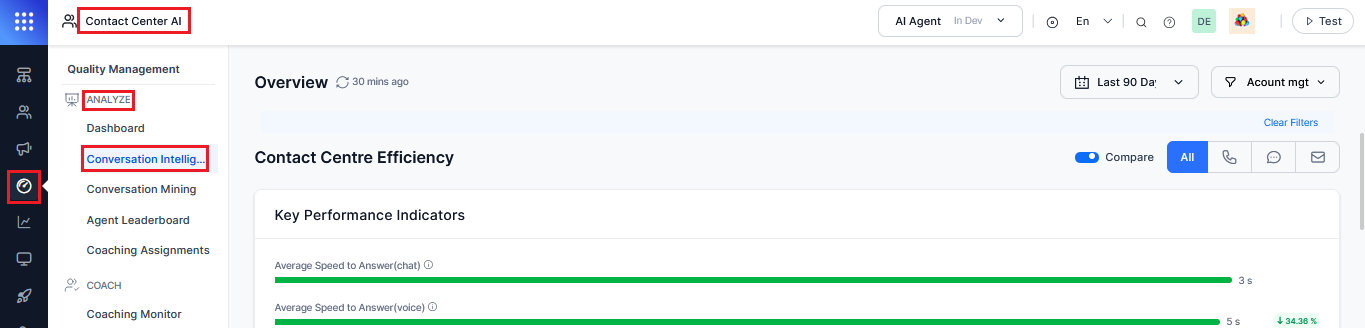 Contact Center AI
AI Agent In Dev
En
DE
Test
Quality Management
ANALYZE
Dashboard
Conversation Intellig...
Conversation Mining
Agent Leaderboard
Coaching Assignments
COACH
Coaching Monitor
Overview 30 mins ago
Last 90 Day
Acount mgt
Clear Filters
Contact Centre Efficiency
Compare
All
Key Performance Indicators
Average Speed to Answer(chat)
3 s
Average Speed to Answer(voice)
5 s
34.36 %